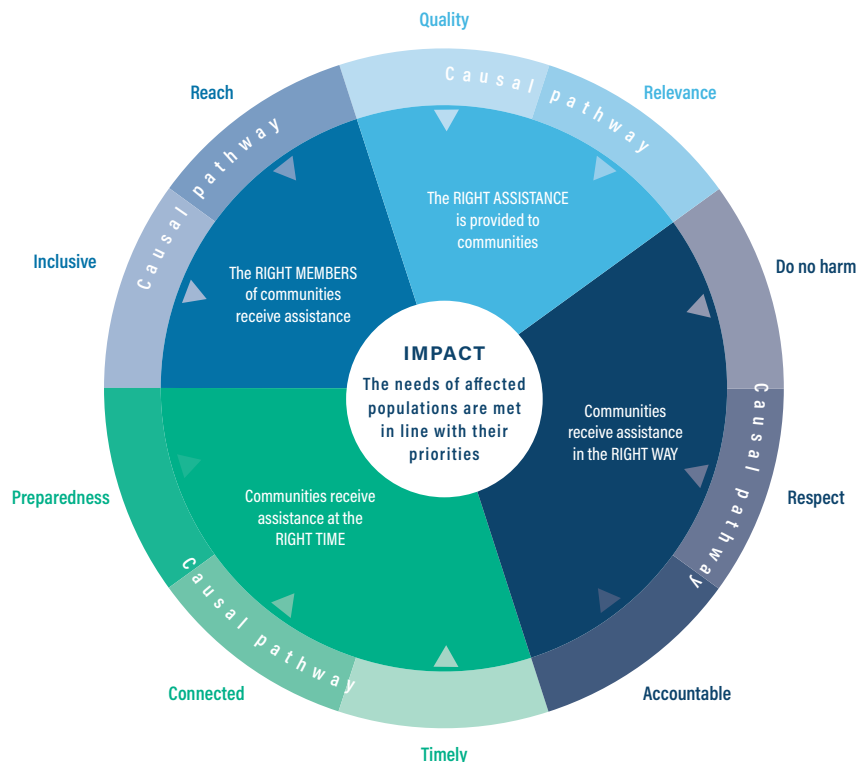 Quality
Causal pathway
Relevance
Reach
Causal pathway
Inclusive
The RIGHT ASSISTANCE
is provided to
communities
Do no harm
The RIGHT MEMBERS
of communities
receive assistance
IMPACT
The needs of affected
populations are met
in line with their
priorities
Communities
receive assistance
in the RIGHT WAY
Causal pathway
Respect
Preparedness
Communities receive
assistance at the
RIGHT TIME
Causal pathway
Connected
Accountable
Timely